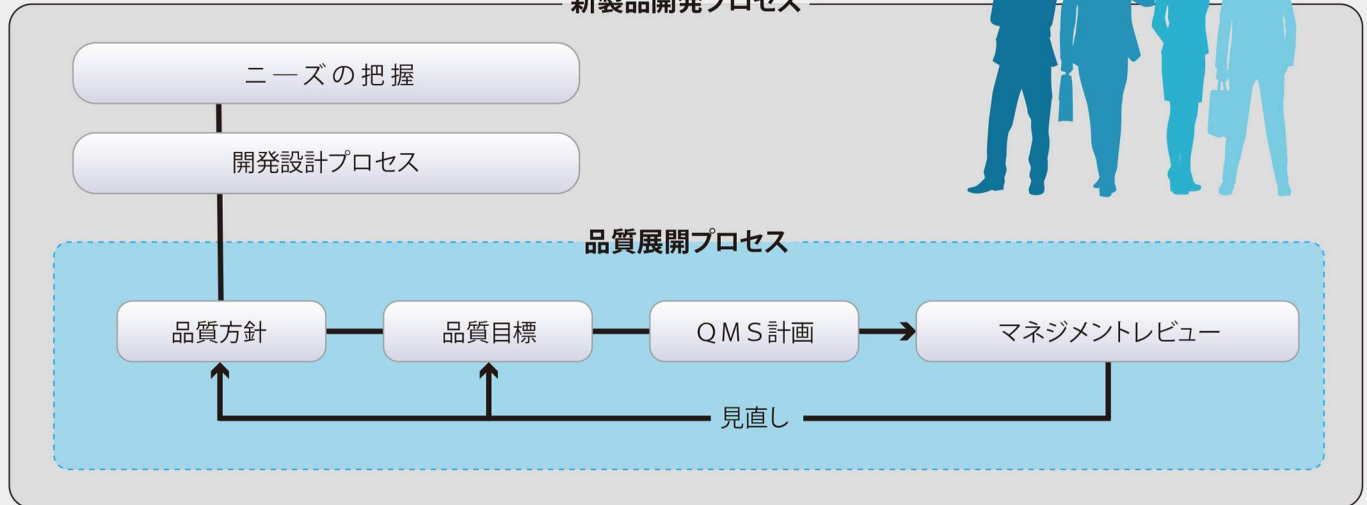 新製品開発プロセス
ニーズの把握
開発設計プロセス
品質展開プロセス
品質方針
品質目標
QMS計画
マネジメントレビュー
見直し